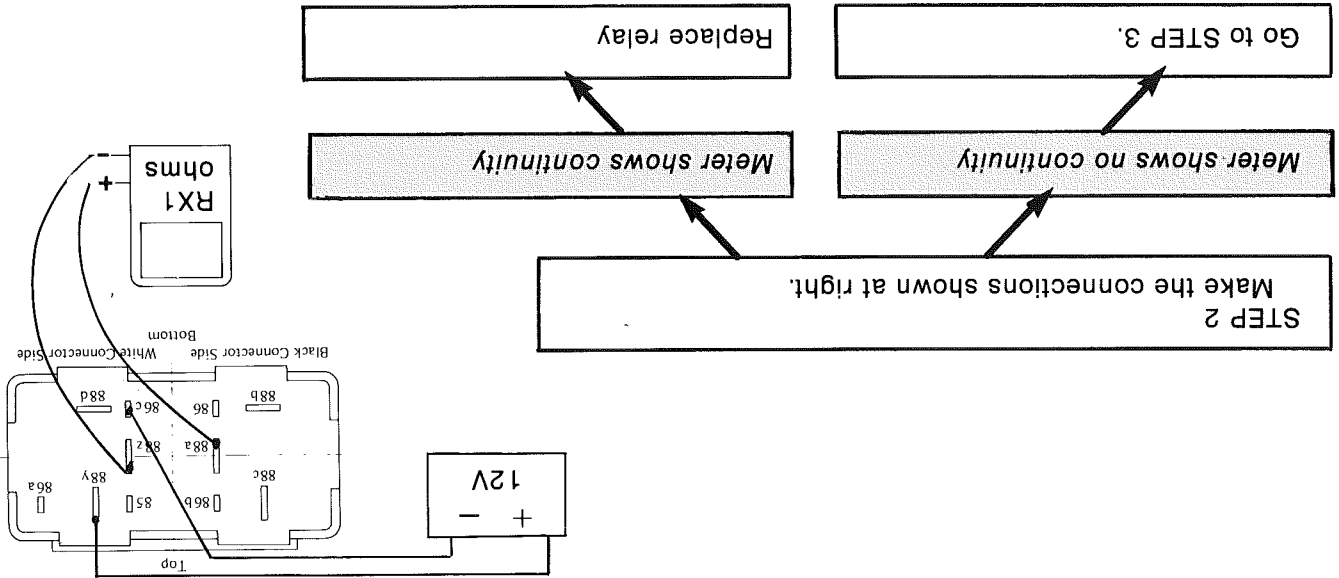 STEP 2
Make the connections shown at right.
Meter shows no continuity
Meter shows continuity
Go to STEP 3.
Replace relay
+ −
12V
Top
88c
86b
85
88y
86a
88a
88z
88b
86
86c
88d
Black Connector Side
White Connector Side
Bottom
RX1
ohms
+
-